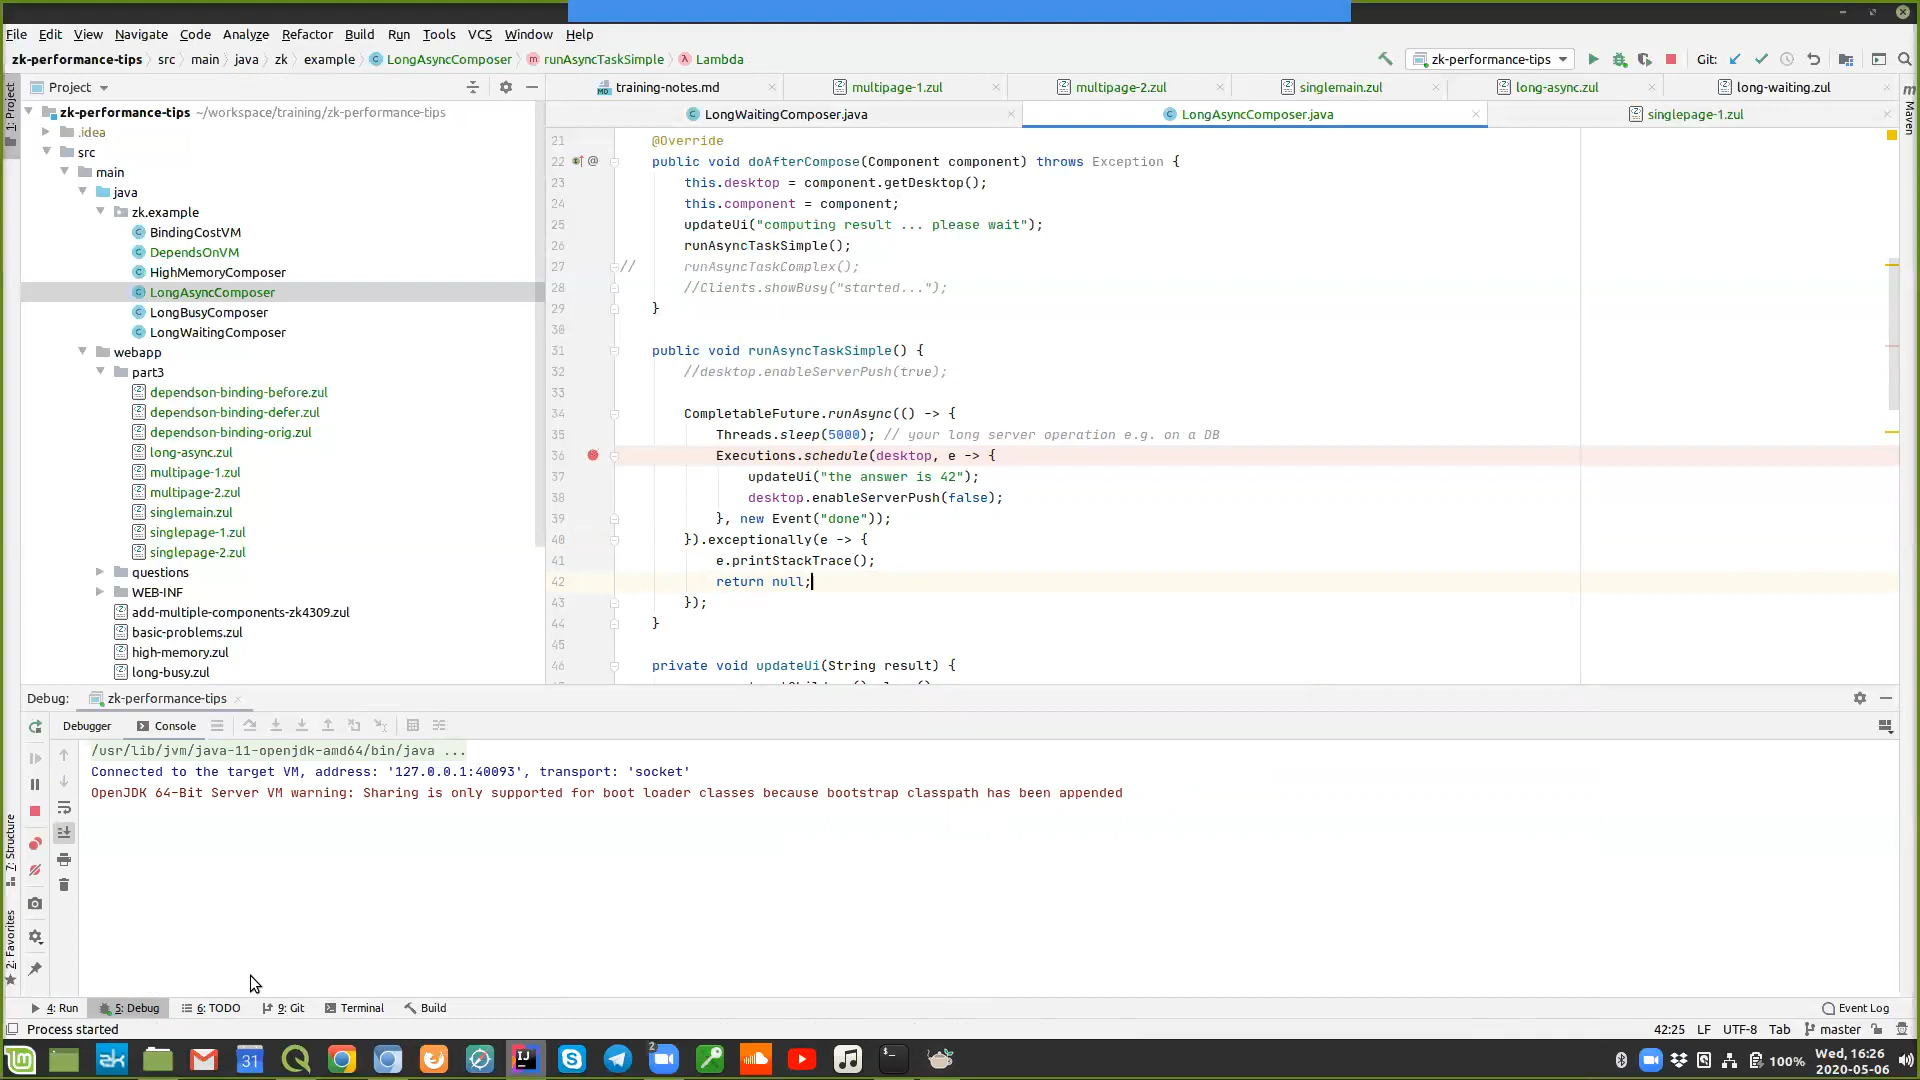 File Edit View Navigate Code Analyze Refactor Build Run Tools VCS Window Help
zk-performance-tips src main java zk example LongAsyncComposer runAsyncTaskSimple Lambda
zk-performance-tips Git:
Project
training-notes.md multipage-1.zul multipage-2.zul singlemain.zul long-async.zul long-waiting.zul
LongWaitingComposer.java LongAsyncComposer.java singlepage-1.zul
1: Project
Maven
zk-performance-tips ~/workspace/training/zk-performance-tips
.idea
src
main
java
zk.example
BindingCostVM
DependsOnVM
HighMemoryComposer
LongAsyncComposer
LongBusyComposer
LongWaitingComposer
webapp
part3
dependson-binding-before.zul
dependson-binding-defer.zul
dependson-binding-orig.zul
long-async.zul
multipage-1.zul
multipage-2.zul
singlemain.zul
singlepage-1.zul
singlepage-2.zul
questions
WEB-INF
add-multiple-components-zk4309.zul
basic-problems.zul
high-memory.zul
long-busy.zul
21 @Override
22 public void doAfterCompose(Component component) throws Exception {
23 this.desktop = component.getDesktop();
24 this.component = component;
25 updateUi("computing result ... please wait");
26 runAsyncTaskSimple();
27 // runAsyncTaskComplex();
28 //Clients.showBusy("started...");
29 }
30
31 public void runAsyncTaskSimple() {
32 //desktop.enableServerPush(true);
33
34 CompletableFuture.runAsync(() -> {
35 Threads.sleep(5000); // your long server operation e.g. on a DB
36 Executions.schedule(desktop, e -> {
37 updateUi("the answer is 42");
38 desktop.enableServerPush(false);
39 }, new Event("done"));
40 }).exceptionally(e -> {
41 e.printStackTrace();
42 return null;
43 });
44 }
45
46 private void updateUi(String result) {
Debug: zk-performance-tips
Debugger Console
/usr/lib/jvm/java-11-openjdk-amd64/bin/java ...
Connected to the target VM, address: '127.0.0.1:40093', transport: 'socket'
OpenJDK 64-Bit Server VM warning: Sharing is only supported for boot loader classes because bootstrap classpath has been appended
7: Structure
2: Favorites
4: Run 5: Debug 6: TODO 9: Git Terminal Build Event Log
Process started 42:25 LF UTF-8 Tab master
zk 31 IJ 2 100% Wed, 16:26
2020-05-06